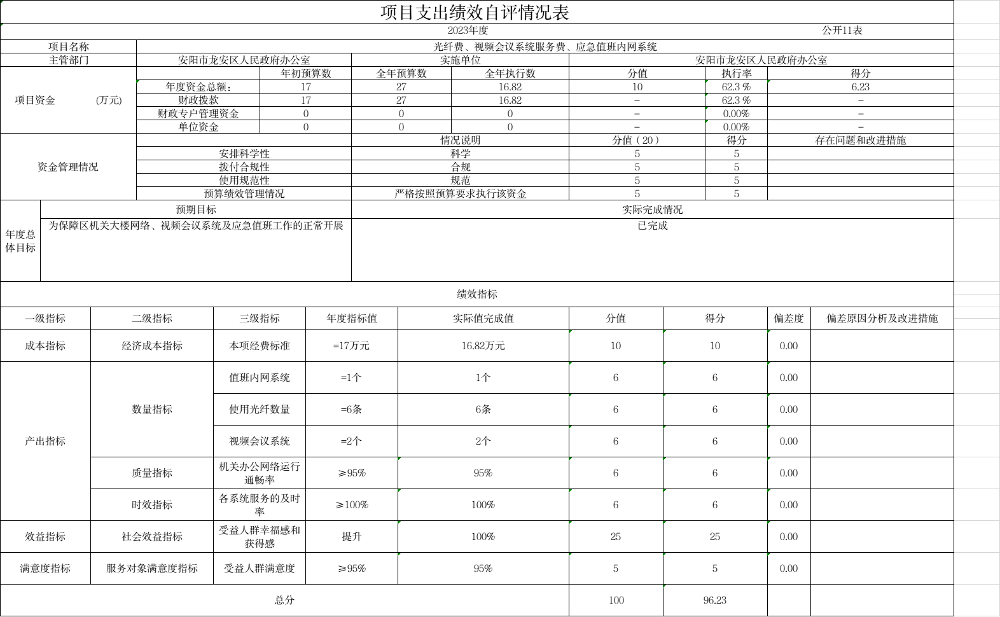 项目支出绩效自评情况表
2023年度 公开11表
项目名称 光纤费、视频会议系统服务费、应急值班内网系统
主管部门 安阳市龙安区人民政府办公室 实施单位 安阳市龙安区人民政府办公室
项目资金 (万元) 年初预算数 全年预算数 全年执行数 分值 执行率 得分
年度资金总额： 17 27 16.82 10 62.3 % 6.23
财政拨款 17 27 16.82 － 62.3 % －
财政专户管理资金 0 0 0 － 0.00% －
单位资金 0 0 0 － 0.00% －
资金管理情况 情况说明 分值（20） 得分 存在问题和改进措施
安排科学性 科学 5 5
拨付合规性 合规 5 5
使用规范性 规范 5 5
预算绩效管理情况 严格按照预算要求执行该资金 5 5
年度总
体目标
预期目标 实际完成情况
为保障区机关大楼网络、视频会议系统及应急值班工作的正常开展 已完成
绩效指标
一级指标 二级指标 三级指标 年度指标值 实际值完成值 分值 得分 偏差度 偏差原因分析及改进措施
成本指标 经济成本指标 本项经费标准 =17万元 16.82万元 10 10 0.00
产出指标 数量指标 值班内网系统 =1个 1个 6 6 0.00
使用光纤数量 =6条 6条 6 6 0.00
视频会议系统 =2个 2个 6 6 0.00
质量指标 机关办公网络运行
通畅率 ≥95% 95% 6 6 0.00
时效指标 各系统服务的及时
率 ≥100% 100% 6 6 0.00
效益指标 社会效益指标 受益人群幸福感和
获得感 提升 100% 25 25 0.00
满意度指标 服务对象满意度指标 受益人群满意度 ≥95% 95% 5 5 0.00
总分 100 96.23